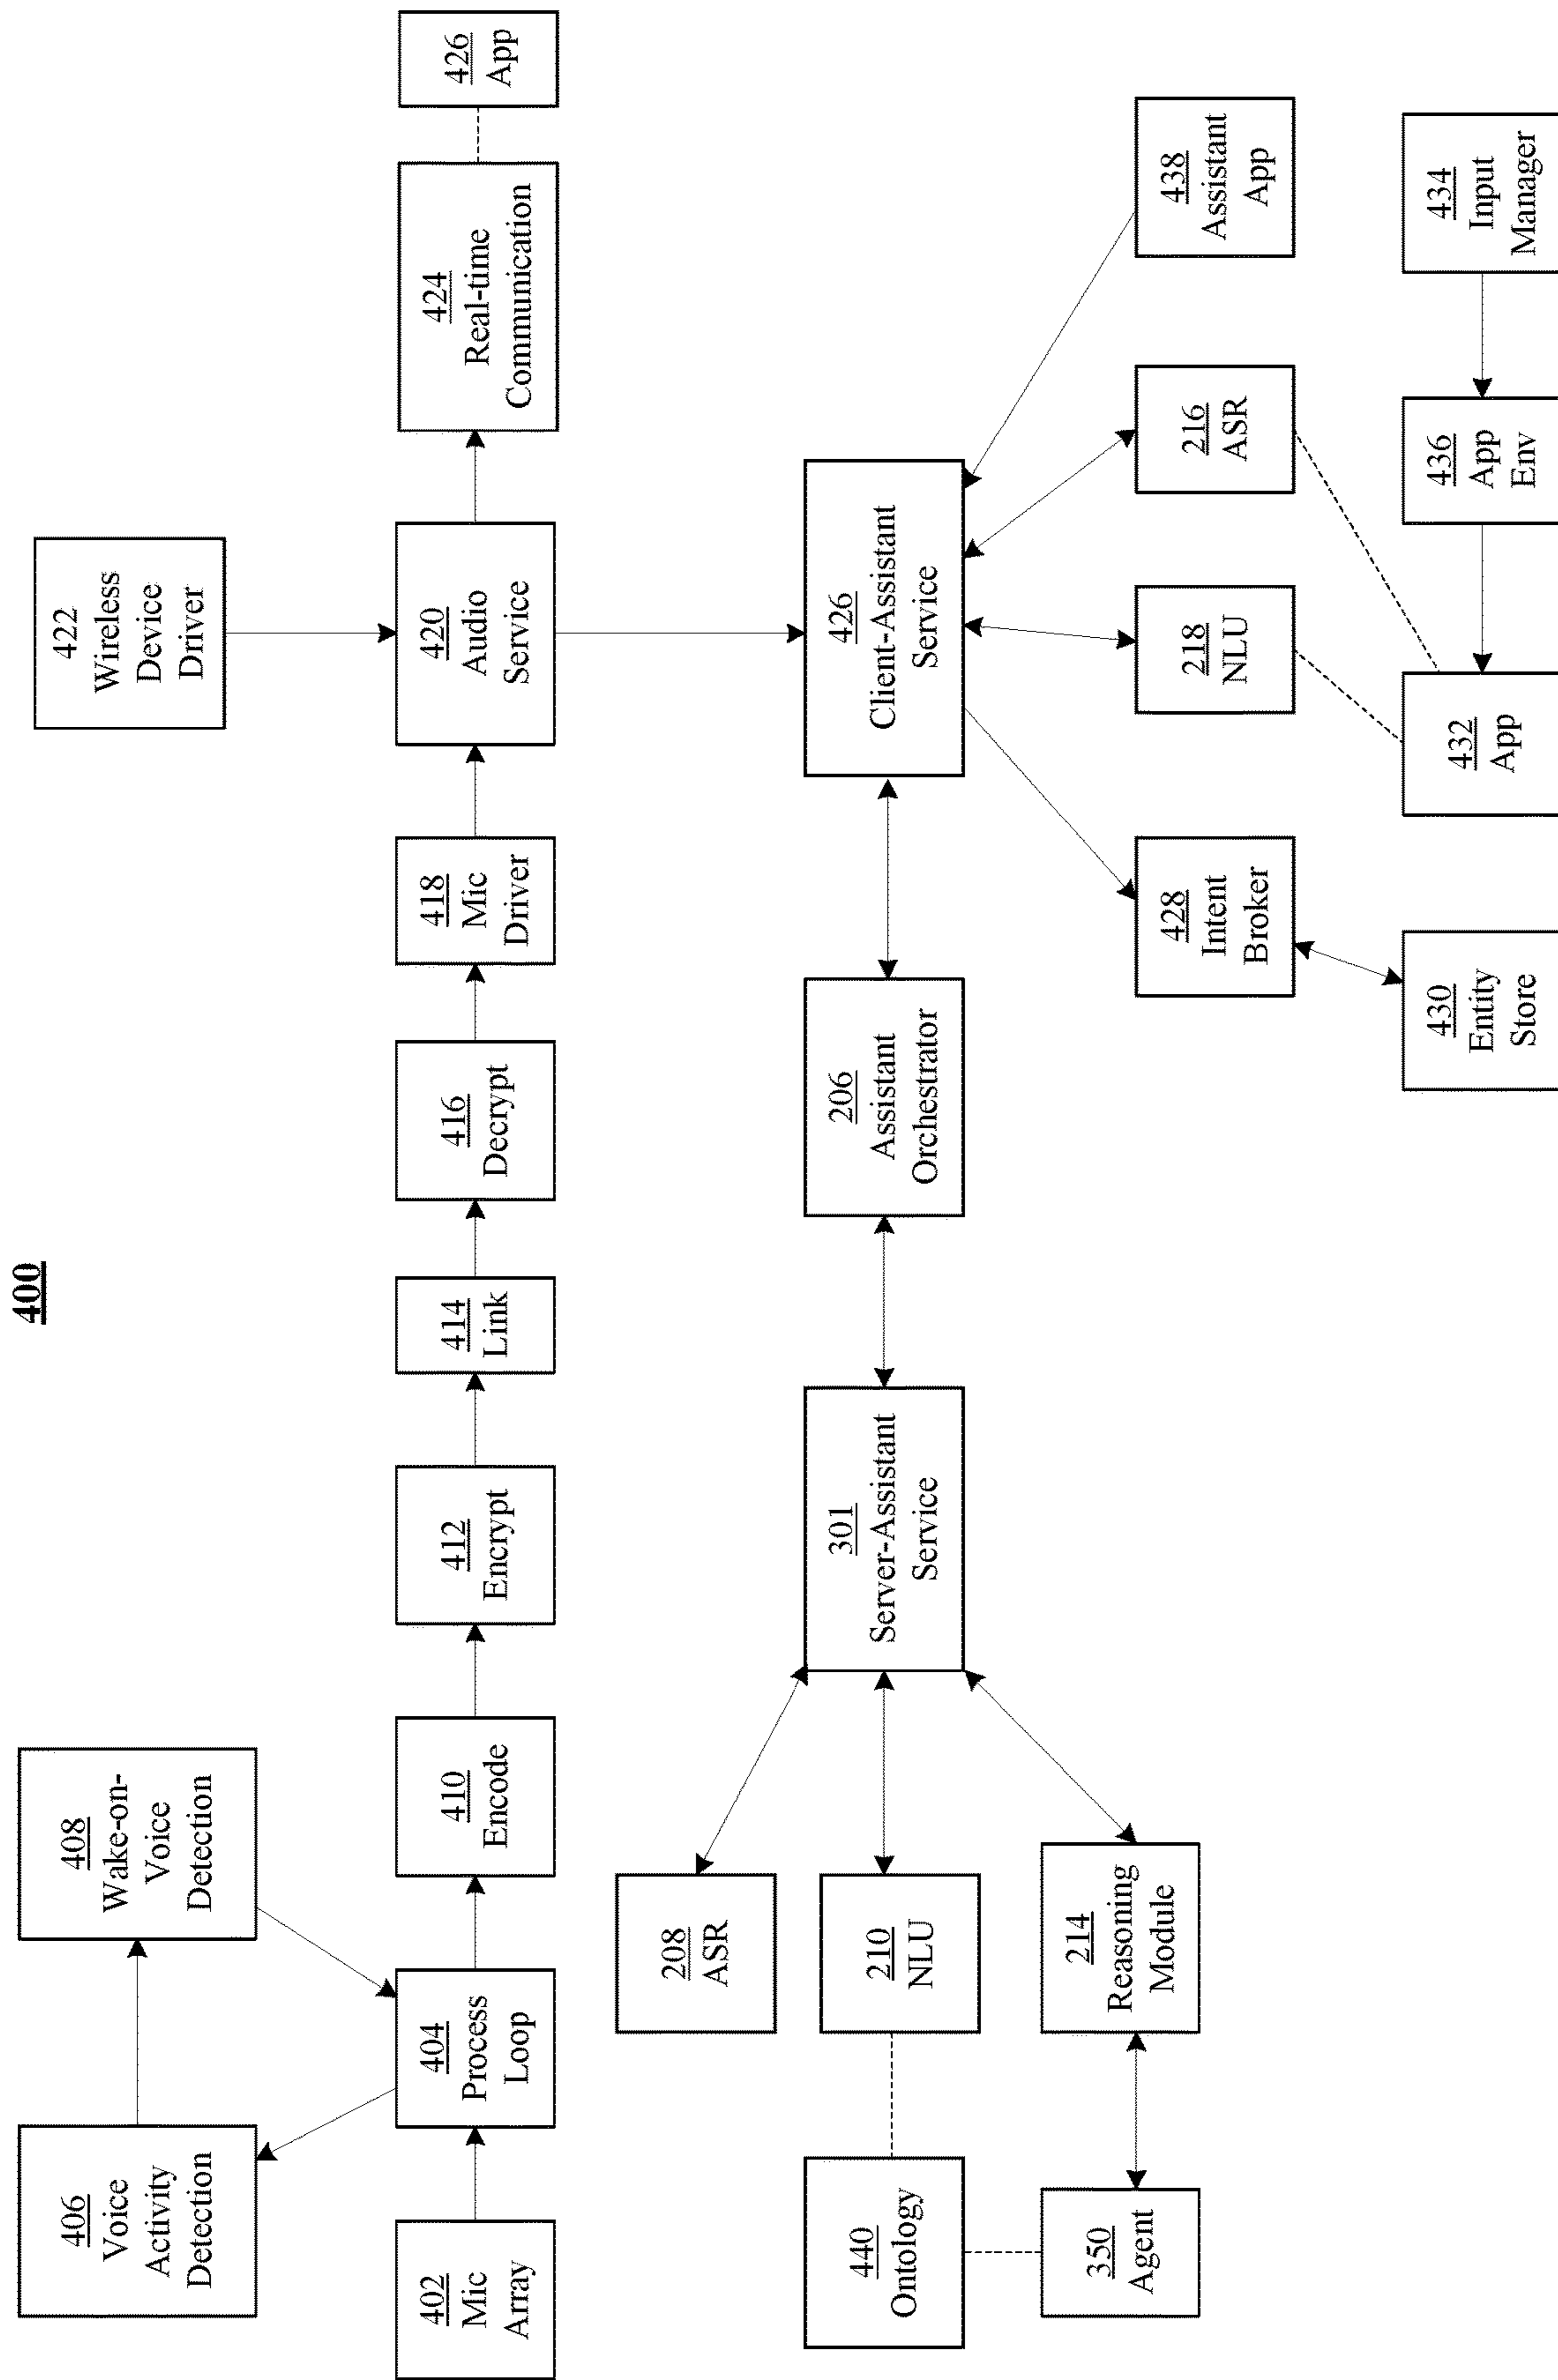 400
406
Voice
Activity
Detection
408
Wake-on-
Voice
Detection
422
Wireless
Device
Driver
402
Mic
Array
404
Process
Loop
410
Encode
412
Encrypt
414
Link
416
Decrypt
418
Mic
Driver
420
Audio
Service
424
Real-time
Communication
426
App
208
ASR
210
NLU
214
Reasoning
Module
440
Ontology
350
Agent
301
Server-Assistant
Service
206
Assistant
Orchestrator
426
Client-Assistant
Service
428
Intent
Broker
218
NLU
216
ASR
438
Assistant
App
430
Entity
Store
432
App
436
App
Env
434
Input
Manager